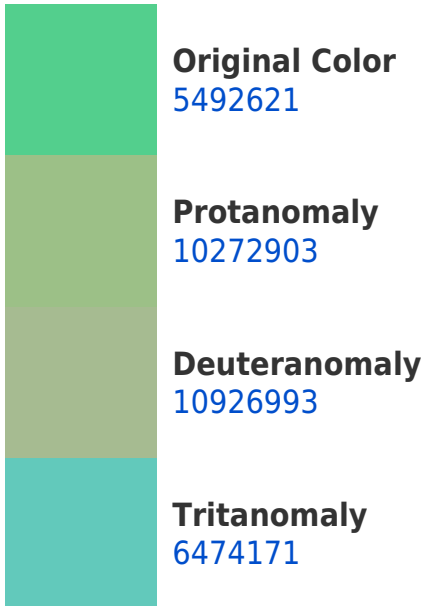 Original Color
5492621
Protanomaly
10272903
Deuteranomaly
10926993
Tritanomaly
6474171